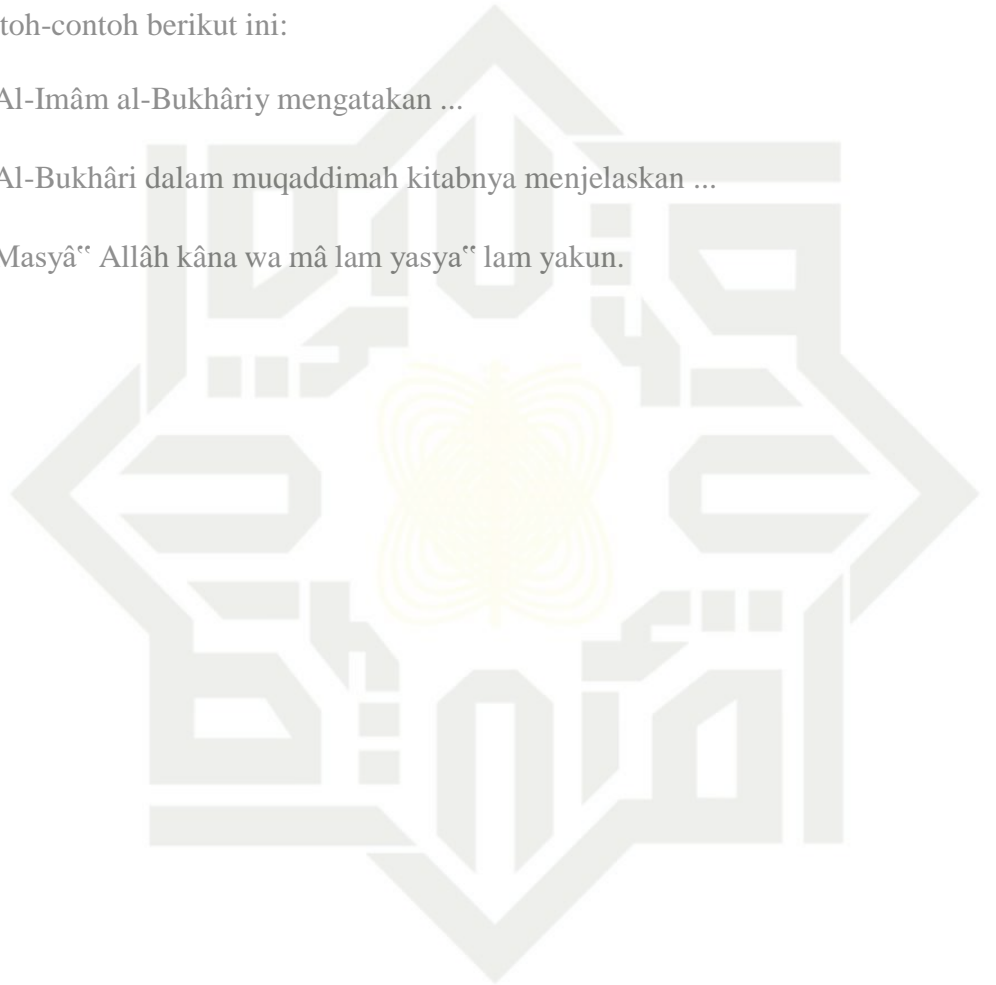 toh-contoh berikut ini:
Al-Imâm al-Bukhâriy mengatakan ...
Al-Bukhâri dalam muqaddimah kitabnya menjelaskan ...
Masyâ‟ Allâh kâna wa mâ lam yasya‟ lam yakun.